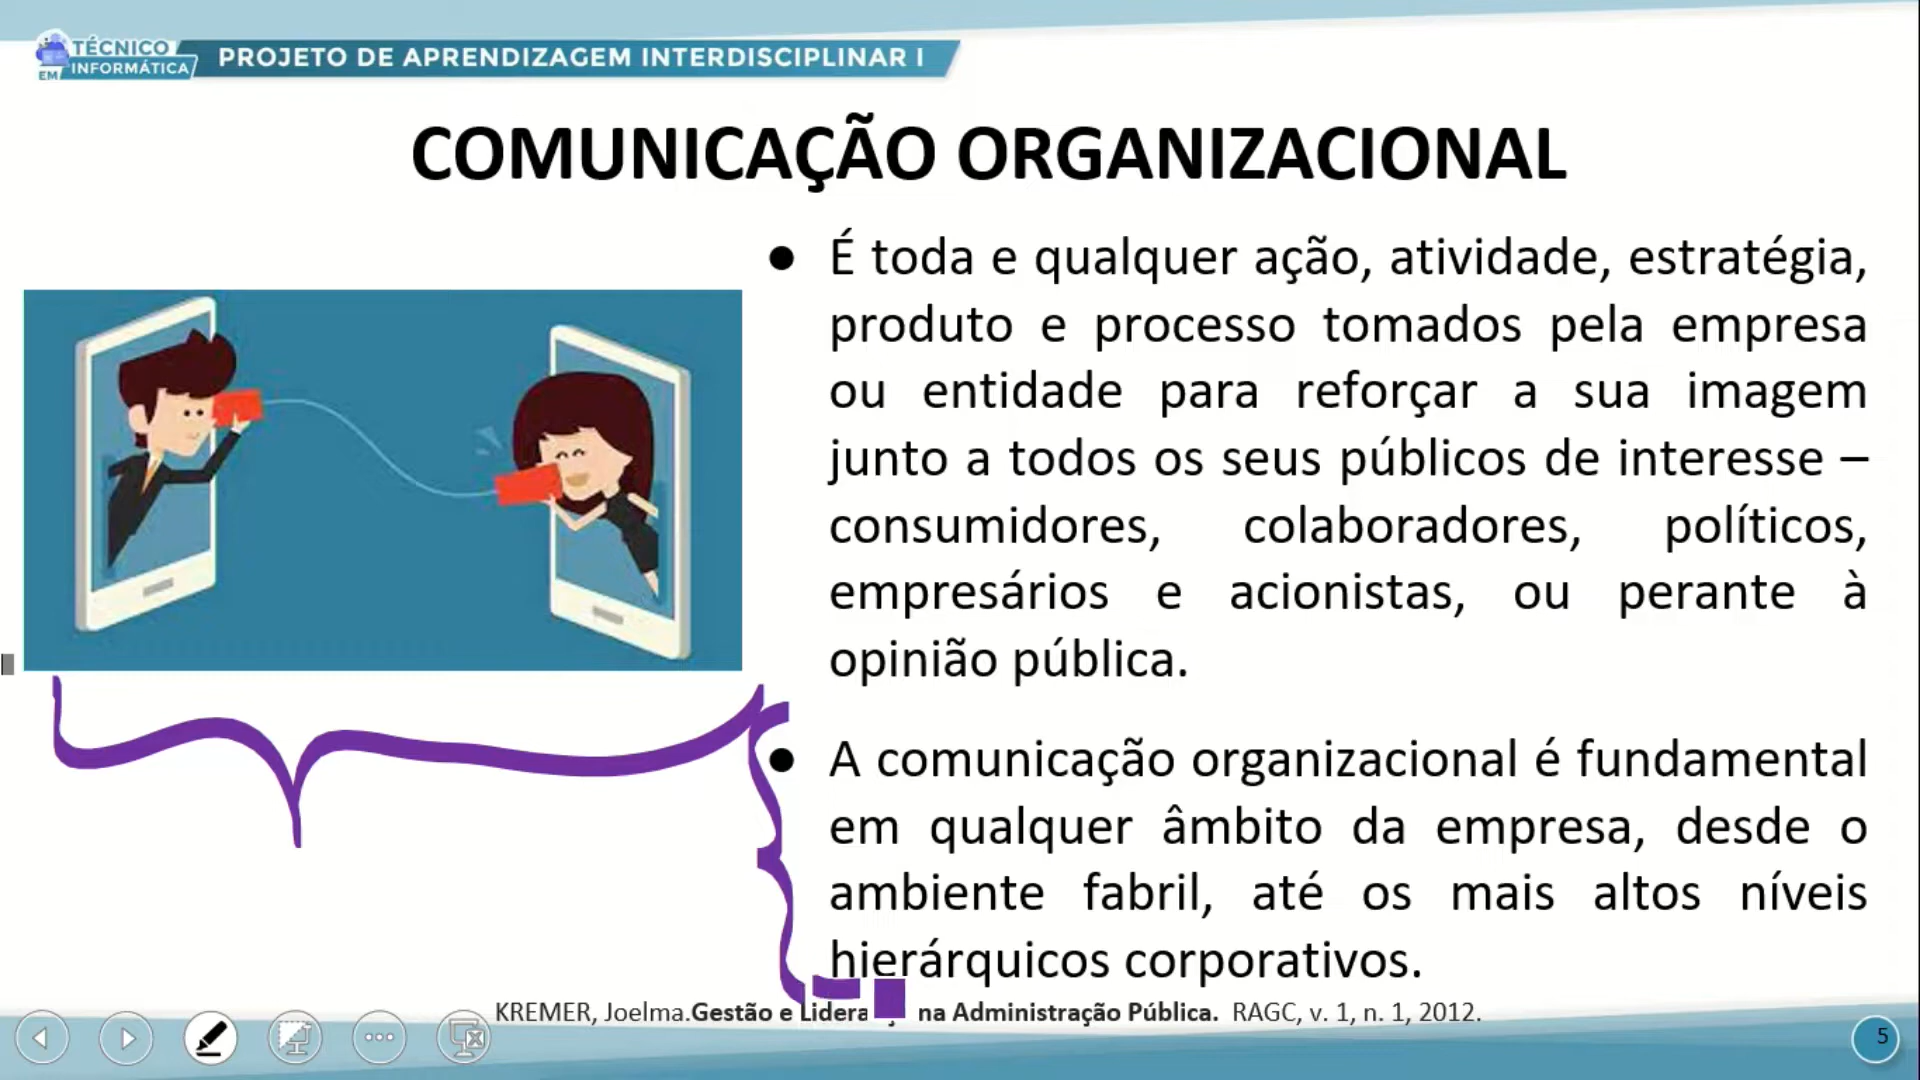 TÉCNICO
EM INFORMÁTICA
PROJETO DE APRENDIZAGEM INTERDISCIPLINAR I
COMUNICAÇÃO ORGANIZACIONAL
● É toda e qualquer ação, atividade, estratégia,
produto e processo tomados pela empresa
ou entidade para reforçar a sua imagem
junto a todos os seus públicos de interesse –
consumidores, colaboradores, políticos,
empresários e acionistas, ou perante à
opinião pública.
● A comunicação organizacional é fundamental
em qualquer âmbito da empresa, desde o
ambiente fabril, até os mais altos níveis
hierárquicos corporativos.
KREMER, Joelma.Gestão e na Administração Pública. RAGC, v. 1, n. 1, 2012.
5